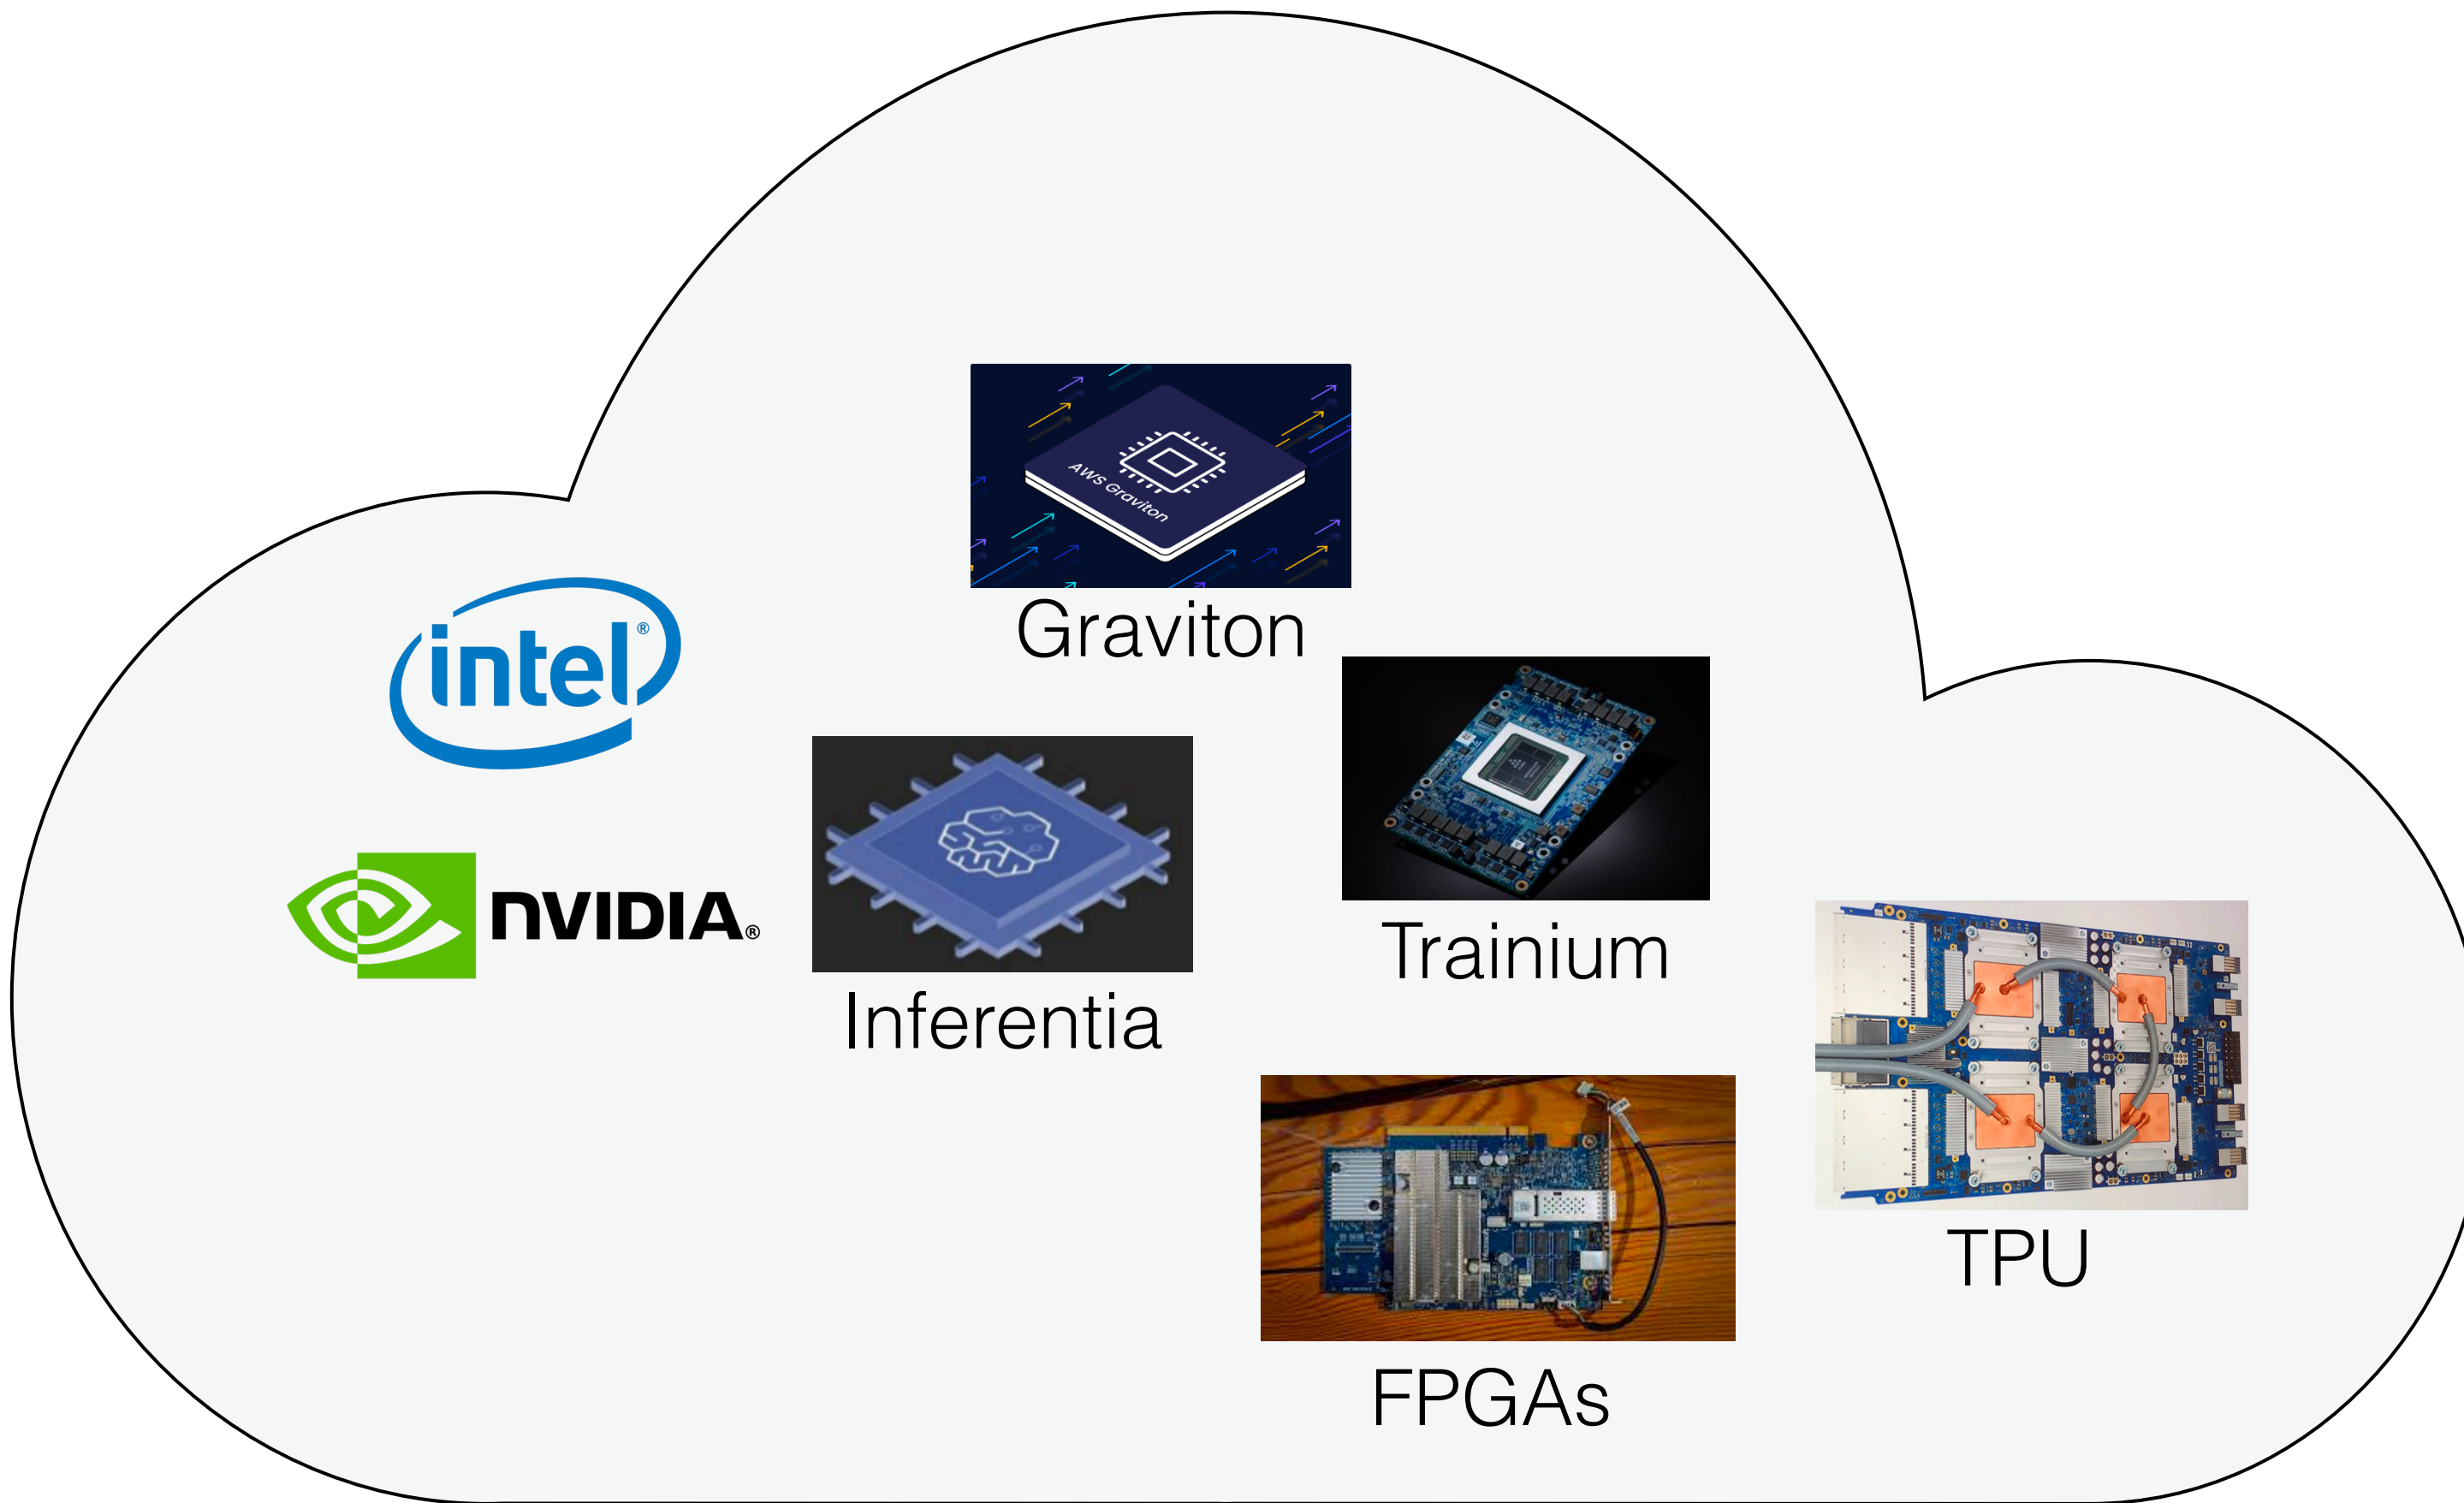 AWS Graviton
Graviton
intel®
nVIDIA®
Inferentia
Trainium
FPGAs
TPU